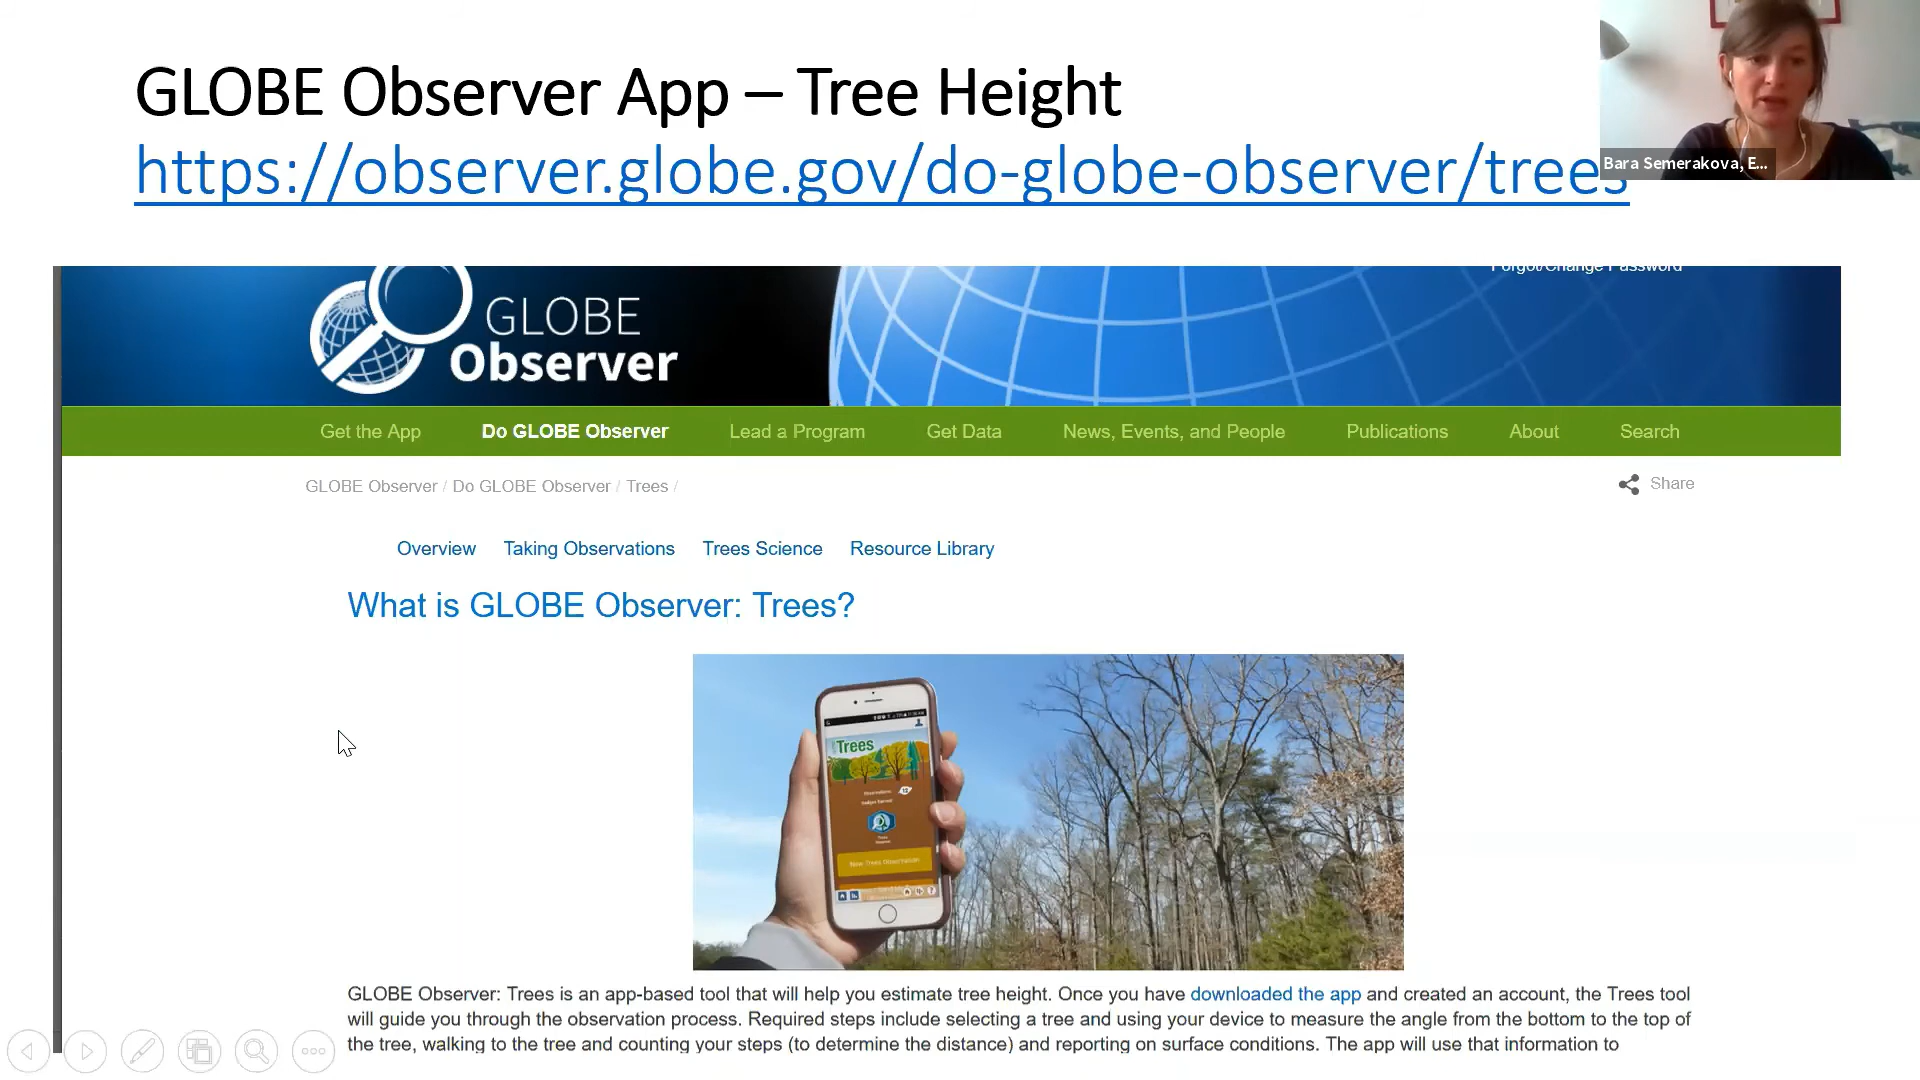 GLOBE Observer App – Tree Height
https://observer.globe.gov/do-globe-observer/trees
Bara Semerakova, E...
Forgot/Change Password
GLOBE
Observer
Get the App Do GLOBE Observer Lead a Program Get Data News, Events, and People Publications About Search
GLOBE Observer / Do GLOBE Observer / Trees /
Share
Overview Taking Observations Trees Science Resource Library
What is GLOBE Observer: Trees?
Trees
New Trees Observation
GLOBE Observer: Trees is an app-based tool that will help you estimate tree height. Once you have downloaded the app and created an account, the Trees tool
will guide you through the observation process. Required steps include selecting a tree and using your device to measure the angle from the bottom to the top of
the tree, walking to the tree and counting your steps (to determine the distance) and reporting on surface conditions. The app will use that information to